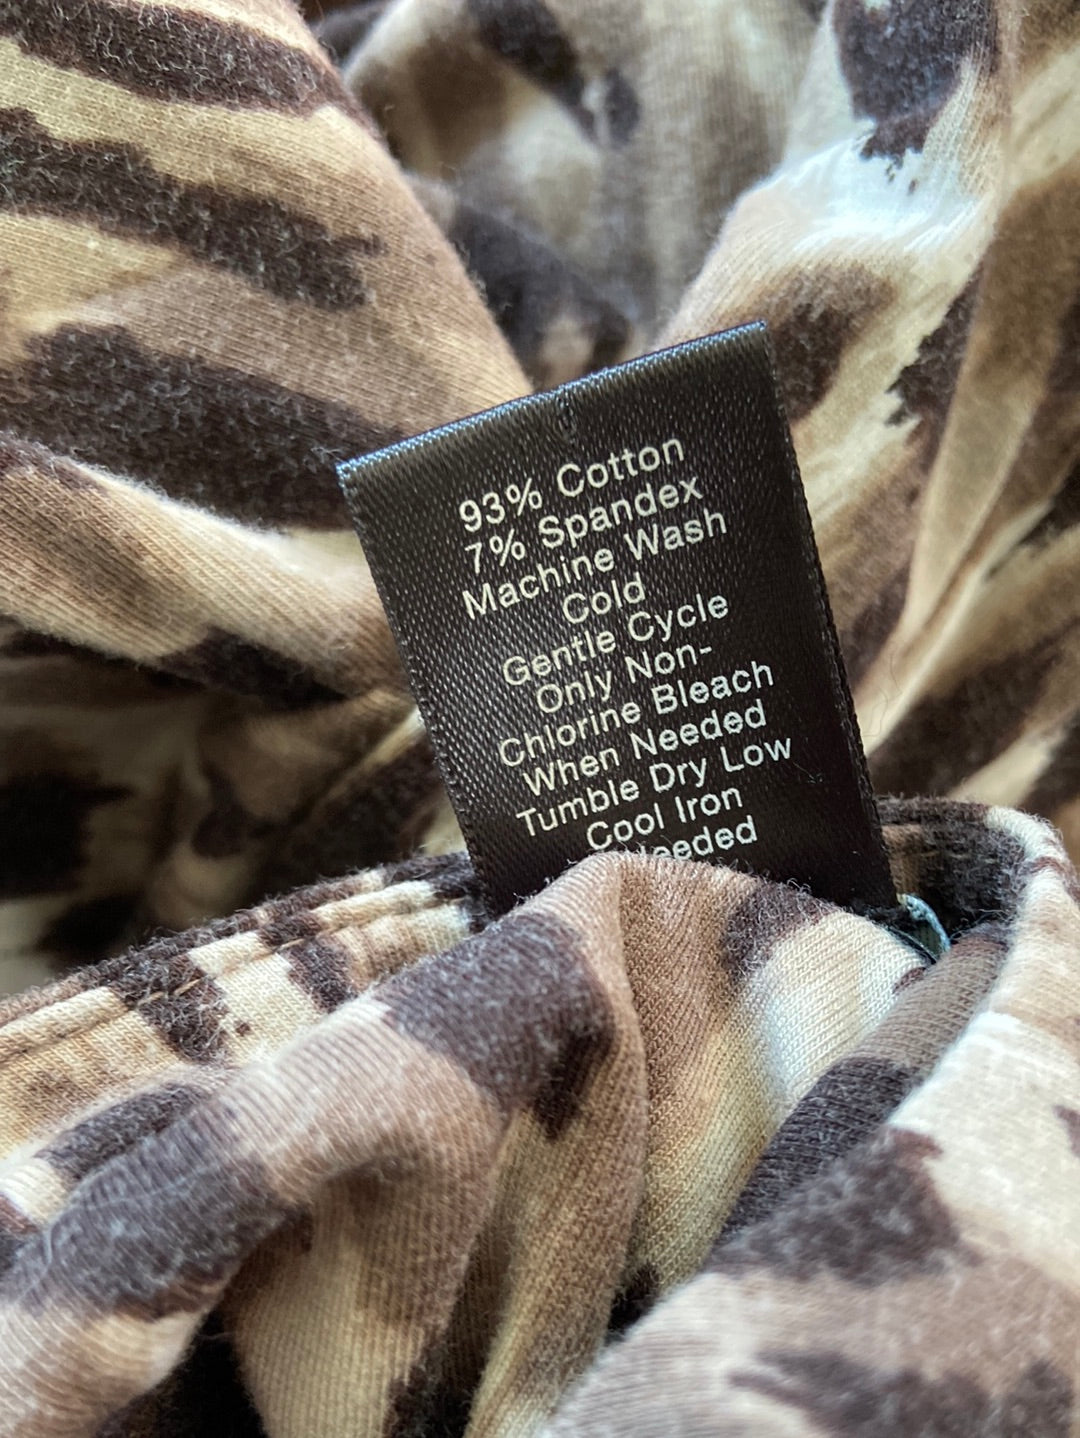 93% Cotton
7% Spandex
Machine Wash
Cold
Gentle Cycle
Only Non-
Chlorine Bleach
When Needed
Tumble Dry Low
Cool Iron